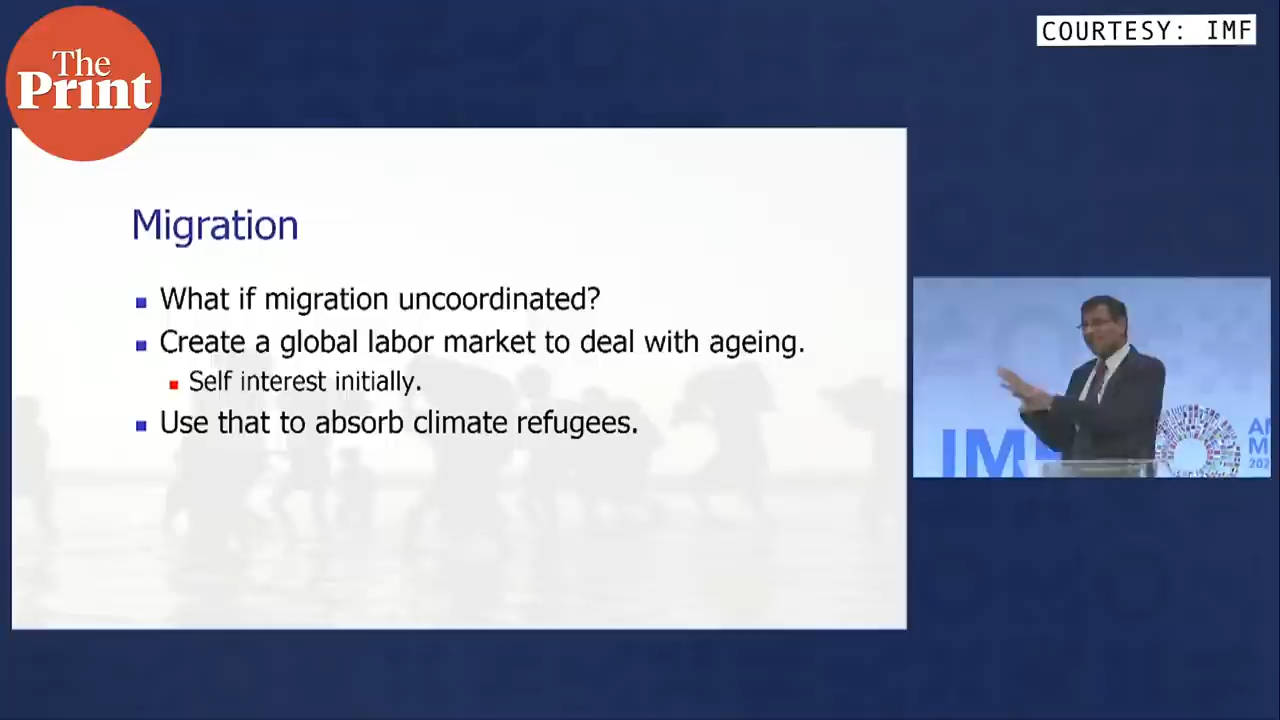 The
Print
COURTESY: IMF
Migration
What if migration uncoordinated?
Create a global labor market to deal with ageing.
Self interest initially.
Use that to absorb climate refugees.
IM